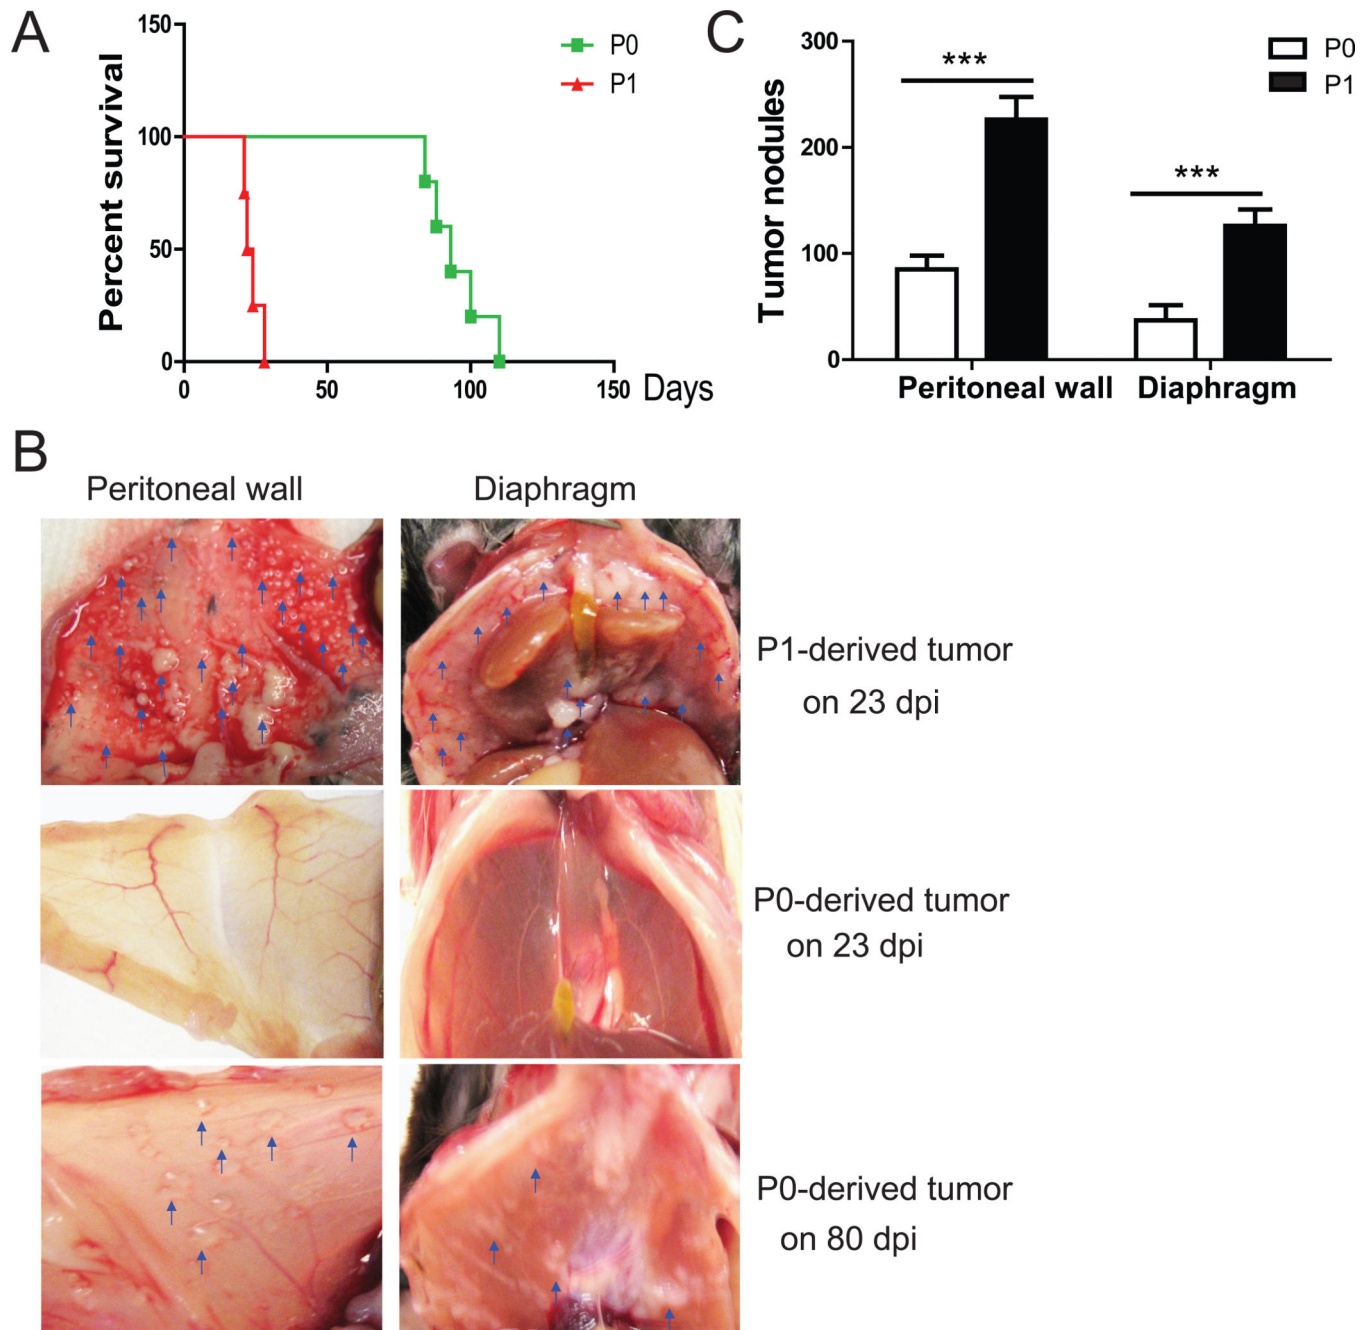 A
150
100
50
0
Percent survival
0
50
100
150
Days
P0
P1
C
300
200
100
0
Tumor nodules
***
***
P0
P1
Peritoneal wall
Diaphragm
B
Peritoneal wall
Diaphragm
P1-derived tumor
on 23 dpi
P0-derived tumor
on 23 dpi
P0-derived tumor
on 80 dpi